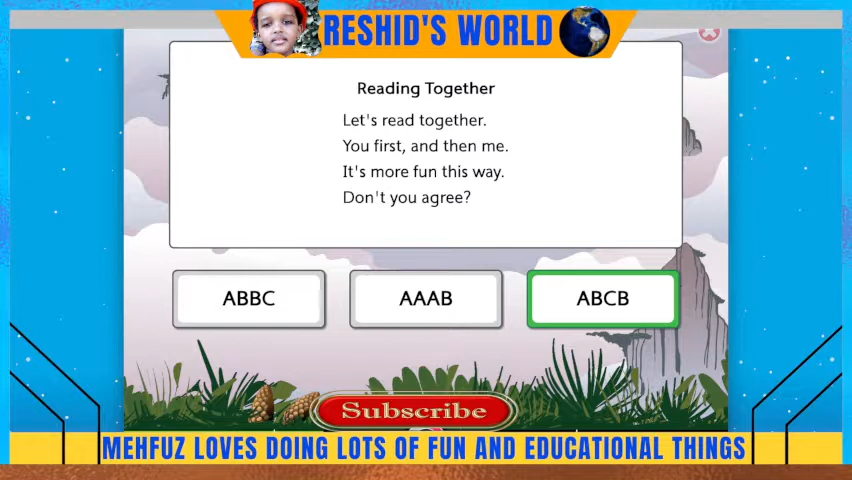 RESHID'S WORLD
Reading Together
Let's read together.
You first, and then me.
It's more fun this way.
Don't you agree?
ABBC
AAAB
ABCB
Subscribe
MEHFUZ LOVES DOING LOTS OF FUN AND EDUCATIONAL THINGS